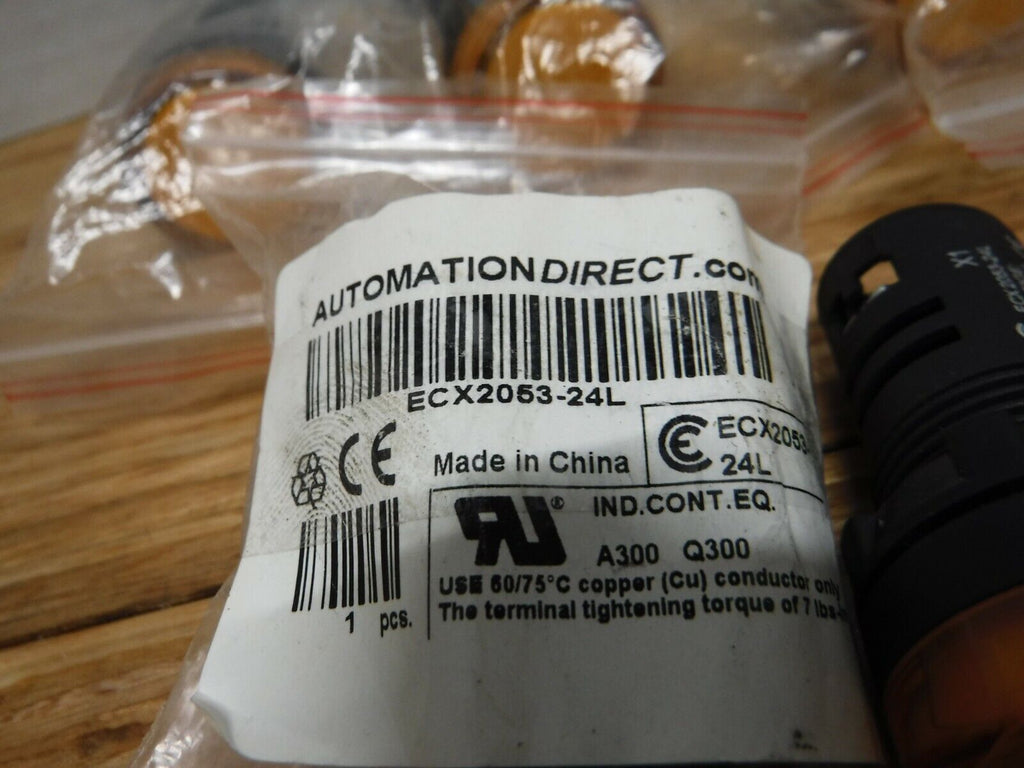 AUTOMATIONDIRECT.com
ECX2053-24L
CE
Made in China
ECX2053-
24L
IND.CONT.EQ.
A300 Q300
USE 60/75°C copper (Cu) conductor only
The terminal tightening torque of 7 lbs-
1 pcs.
XY